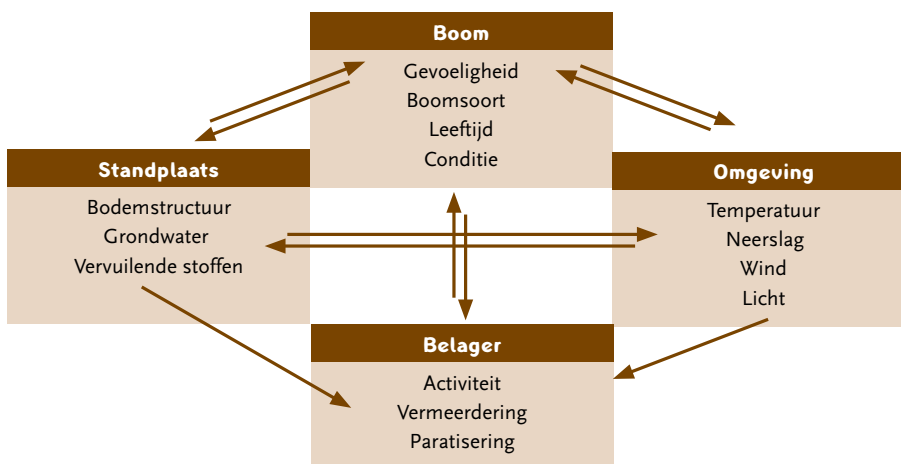 Boom
Gevoeligheid
Boomsoort
Leeftijd
Conditie
Standplaats
Bodemstructuur
Grondwater
Vervuilende stoffen
Omgeving
Temperatuur
Neerslag
Wind
Licht
Belager
Activiteit
Vermeerdering
Paratisering